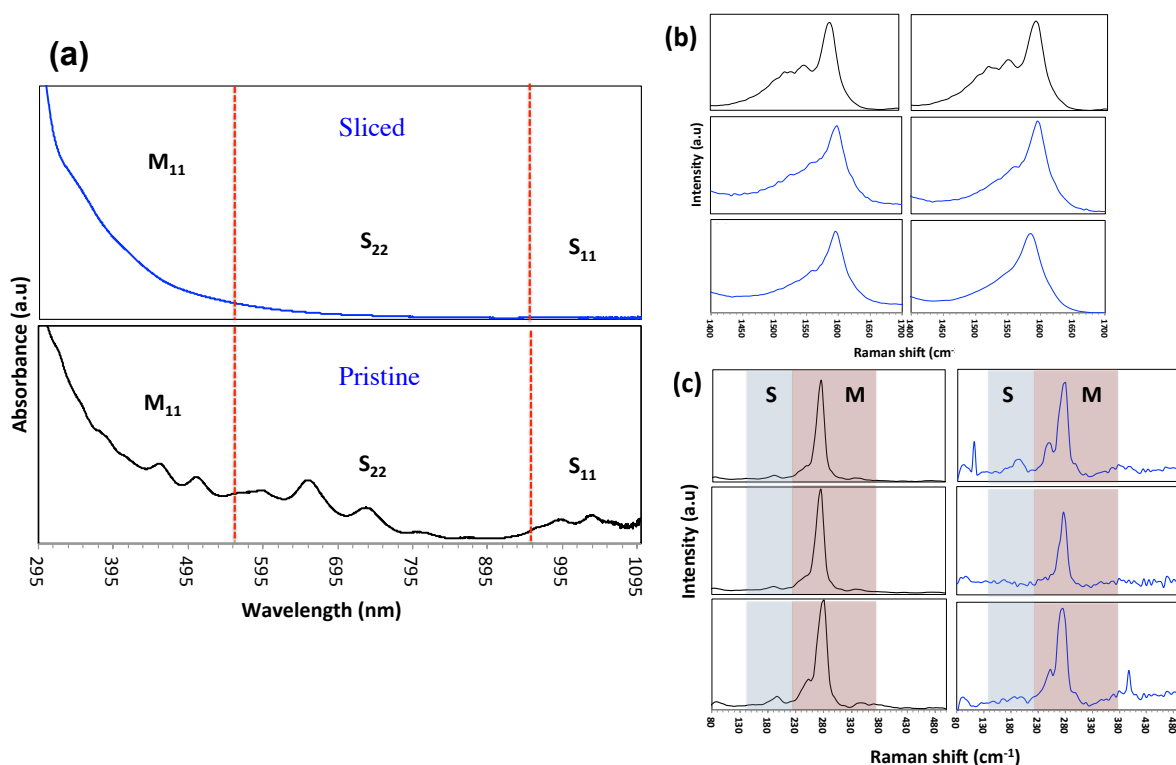 (a)
Sliced
M11
S22
S11
Pristine
M11
S22
S11
Absorbance (a.u)
295 395 495 595 695 795 895 995 1095
Wavelength (nm)
(b)
Intensity (a.u)
1400 1450 1500 1550 1600 1650 1700
1400 1450 1500 1550 1600 1650 1700
Raman shift (cm-
(c)
S M
S M
Intensity (a.u)
80 130 180 230 280 330 380 430 480
80 130 180 230 280 330 380 430 480
Raman shift (cm-1)